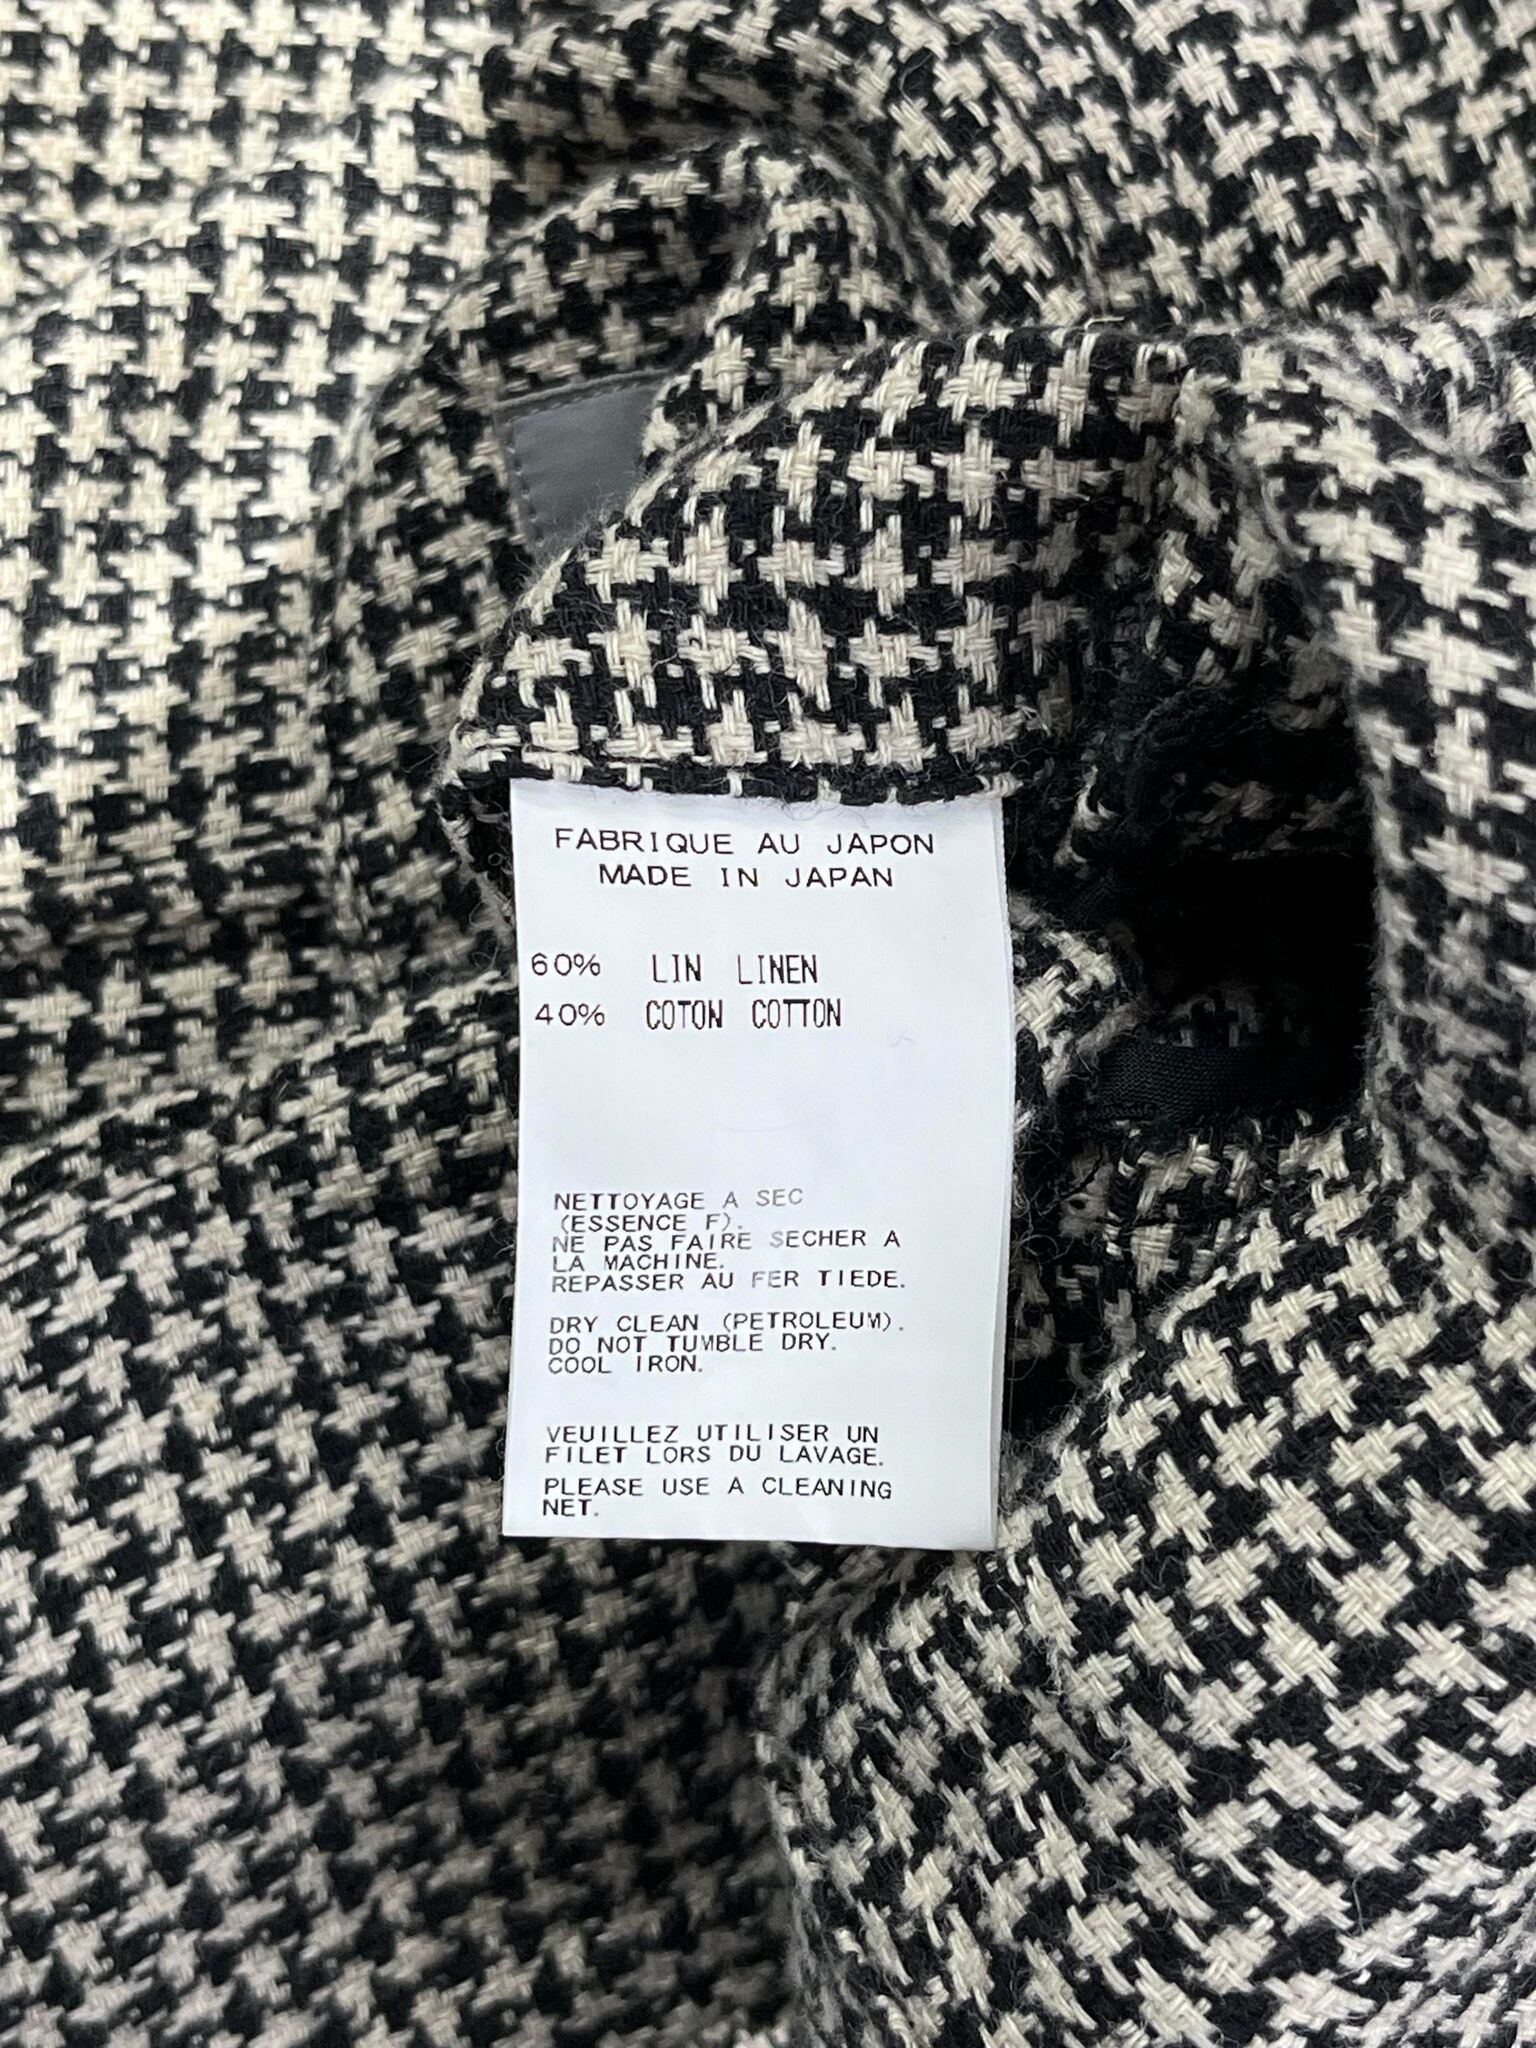 FABRIQUE AU JAPON
MADE IN JAPAN
60% LIN LINEN
40% COTON COTTON
NETTOYAGE A SEC
(ESSENCE F).
NE PAS FAIRE SECHER A
LA MACHINE.
REPASSER AU FER TIEDE.
DRY CLEAN (PETROLEUM).
DO NOT TUMBLE DRY.
COOL IRON.
VEUILLEZ UTILISER UN
FILET LORS DU LAVAGE.
PLEASE USE A CLEANING
NET.